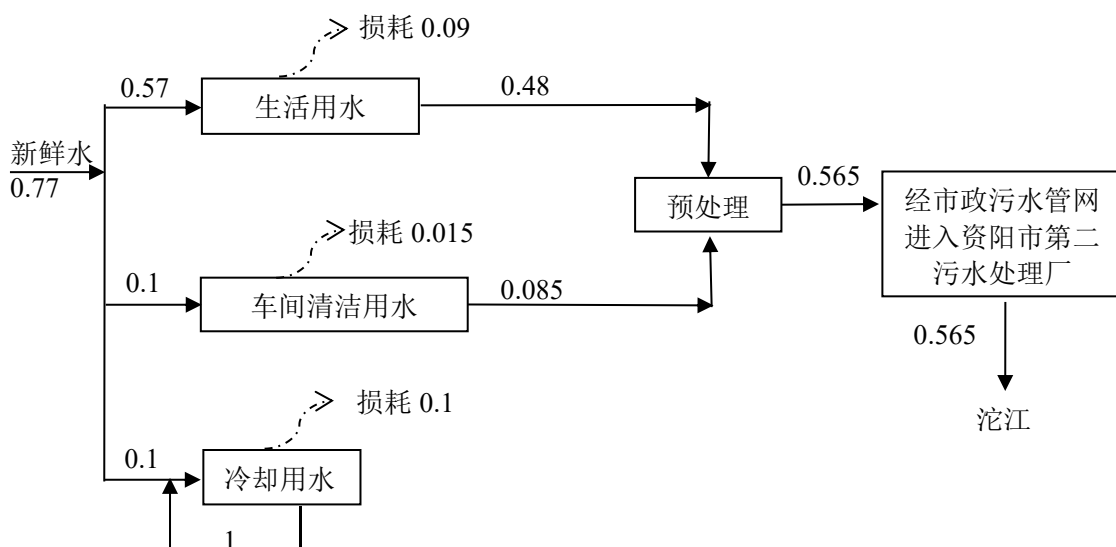 损耗 0.09
0.57
生活用水
0.48
新鲜水
0.77
预处理
0.565
经市政污水管网
进入资阳市第二
污水处理厂
损耗 0.015
0.1
车间清洁用水
0.085
0.565
沱江
损耗 0.1
0.1
冷却用水
1